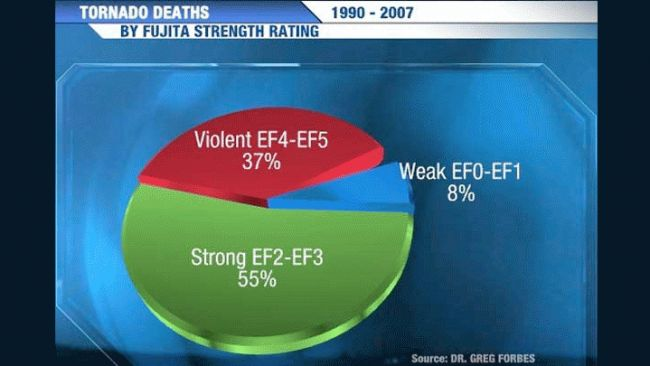 TORNADO DEATHS 1990 - 2007
BY FUJITA STRENGTH RATING
Violent EF4-EF5
37%
Weak EF0-EF1
8%
Strong EF2-EF3
55%
Source: DR. GREG FORBES